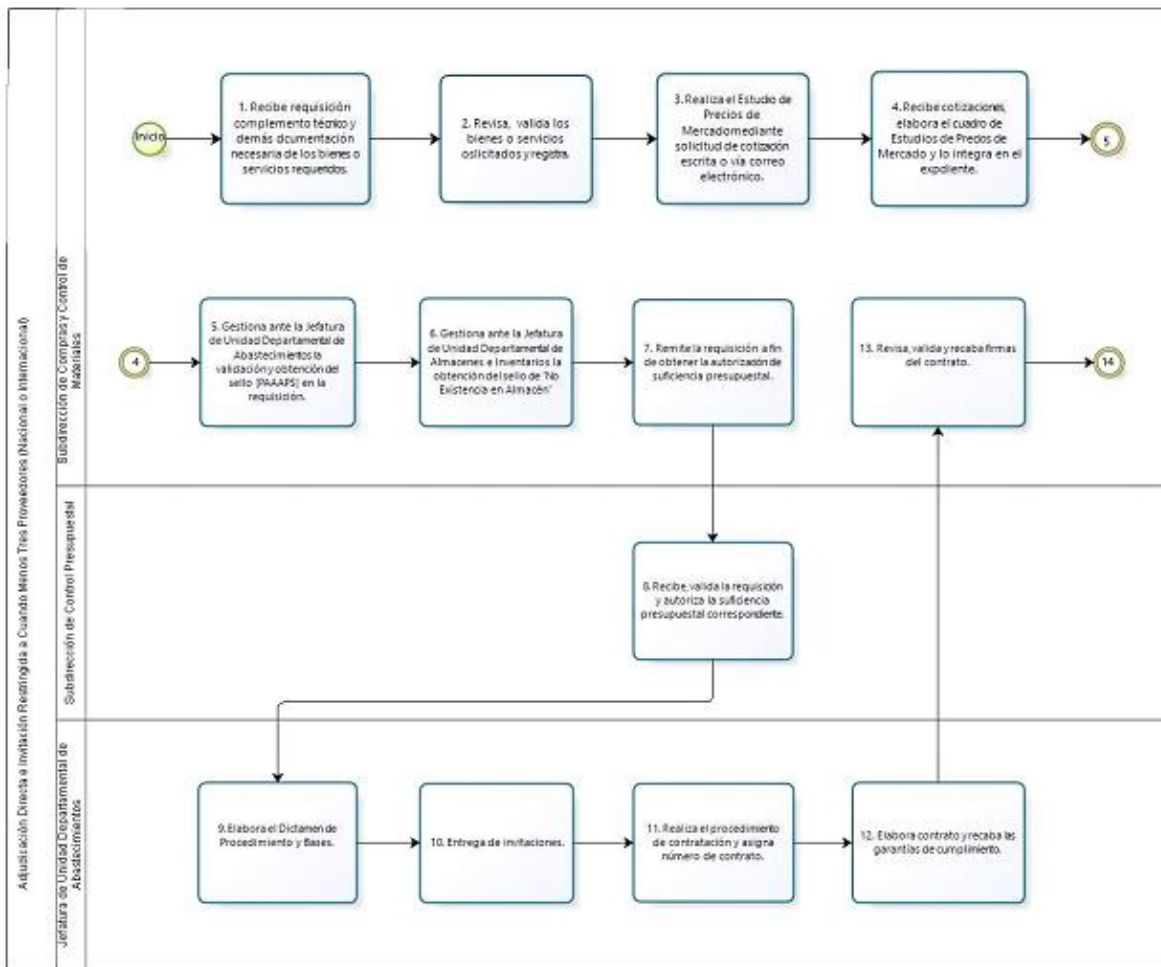 Adjudicación Directa e Invitación Restringida a Cuando Menos Tres Proveedores (Nacional o Internacional)
Subdirección de Compras y Control de
Materiales
Inicio
1. Recibe requisición
complemento técnico y
demás dcumentación
necesaria de los bienes o
servicios requeridos.
2. Revisa, valida los
bienes o servicios
oslicitados y registra.
3. Realiza el Estudio de
Precios de
Mercadomediante
solicitud de cotización
escrita o vía correo
electrónico.
4. Recibe cotizaciones,
elabora el cuadro de
Estudios de Precios de
Mercado y lo integra en el
expdiente.
5
4
5. Gestiona ante la Jefatura
de Unidad Departamental de
Abastecimientos la
validación y obtención del
sello (PAAAPS) en la
requisición.
6. Gestiona ante la Jefatura
de Unidad Departamental de
Almacenes e Inventarios la
obtención del sello de "No
Existencia en Almacén"
7. Remite la requisición a fin
de obtener la autorización de
suficiencia presupuestal.
13. Revisa, valida y recaba firmas
del contrato.
14
Subdirección de Control Presupuestal
8. Recibe, valida la requisición
y autoriza la suficiencia
presupuestal correspondiente.
Jefatura de Unidad Departamental de
Abastecimientos
9. Elabora el Dictamen de
Procedimiento y Bases.
10. Entrega de invitaciones.
11. Realiza el procedimiento
de contratación y asigna
número de contrato.
12. Elabora contrato y recaba las
garantías de cumplimiento.